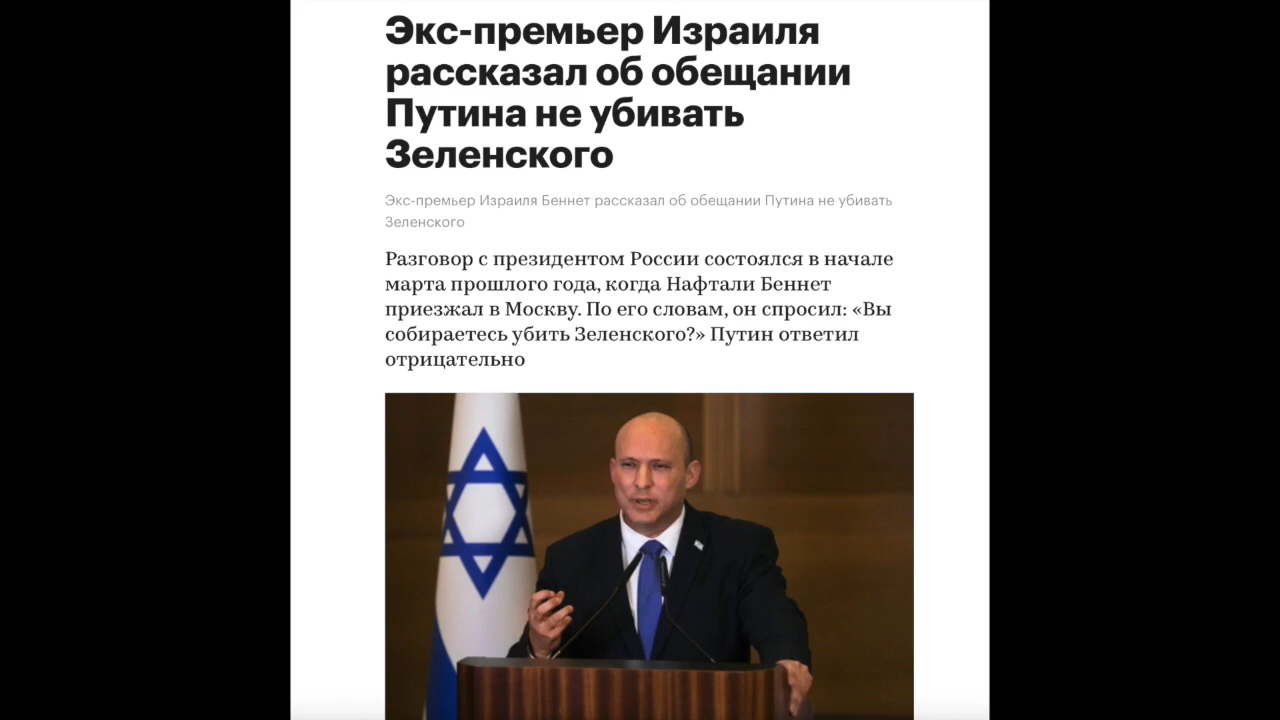 Экс-премьер Израиля
рассказал об обещании
Путина не убивать
Зеленского
Экс-премьер Израиля Беннет рассказал об обещании Путина не убивать
Зеленского
Разговор с президентом России состоялся в начале
марта прошлого года, когда Нафтали Беннет
приезжал в Москву. По его словам, он спросил: «Вы
собираетесь убить Зеленского?» Путин ответил
отрицательно